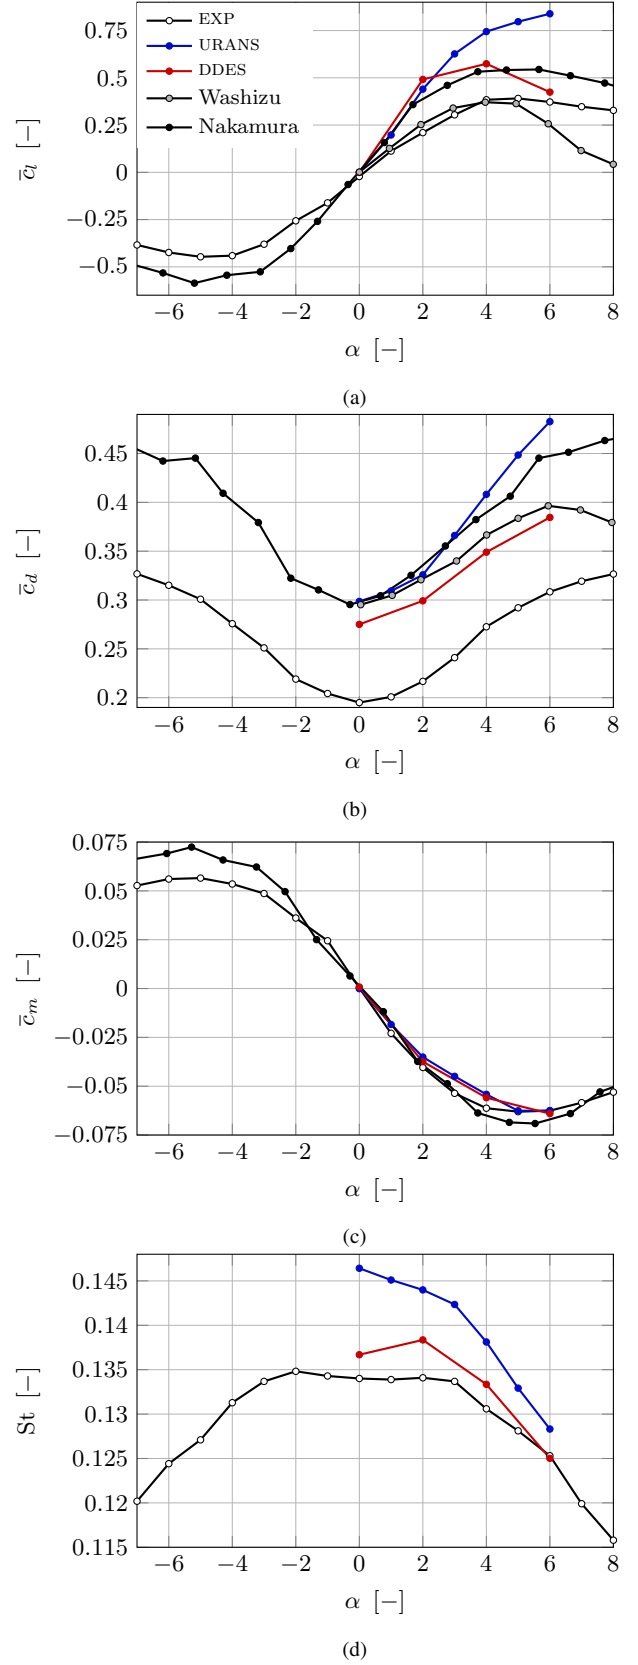 0.75
0.5
0.25
0
−0.25
−0.5
c̄l [−]
EXP
URANS
DDES
Washizu
Nakamura
−6 −4 −2 0 2 4 6 8
α [−]
(a)
0.45
0.4
0.35
0.3
0.25
0.2
c̄d [−]
−6 −4 −2 0 2 4 6 8
α [−]
(b)
0.075
0.05
0.025
0
−0.025
−0.05
−0.075
c̄m [−]
−6 −4 −2 0 2 4 6 8
α [−]
(c)
0.145
0.14
0.135
0.13
0.125
0.12
0.115
St [−]
−6 −4 −2 0 2 4 6 8
α [−]
(d)